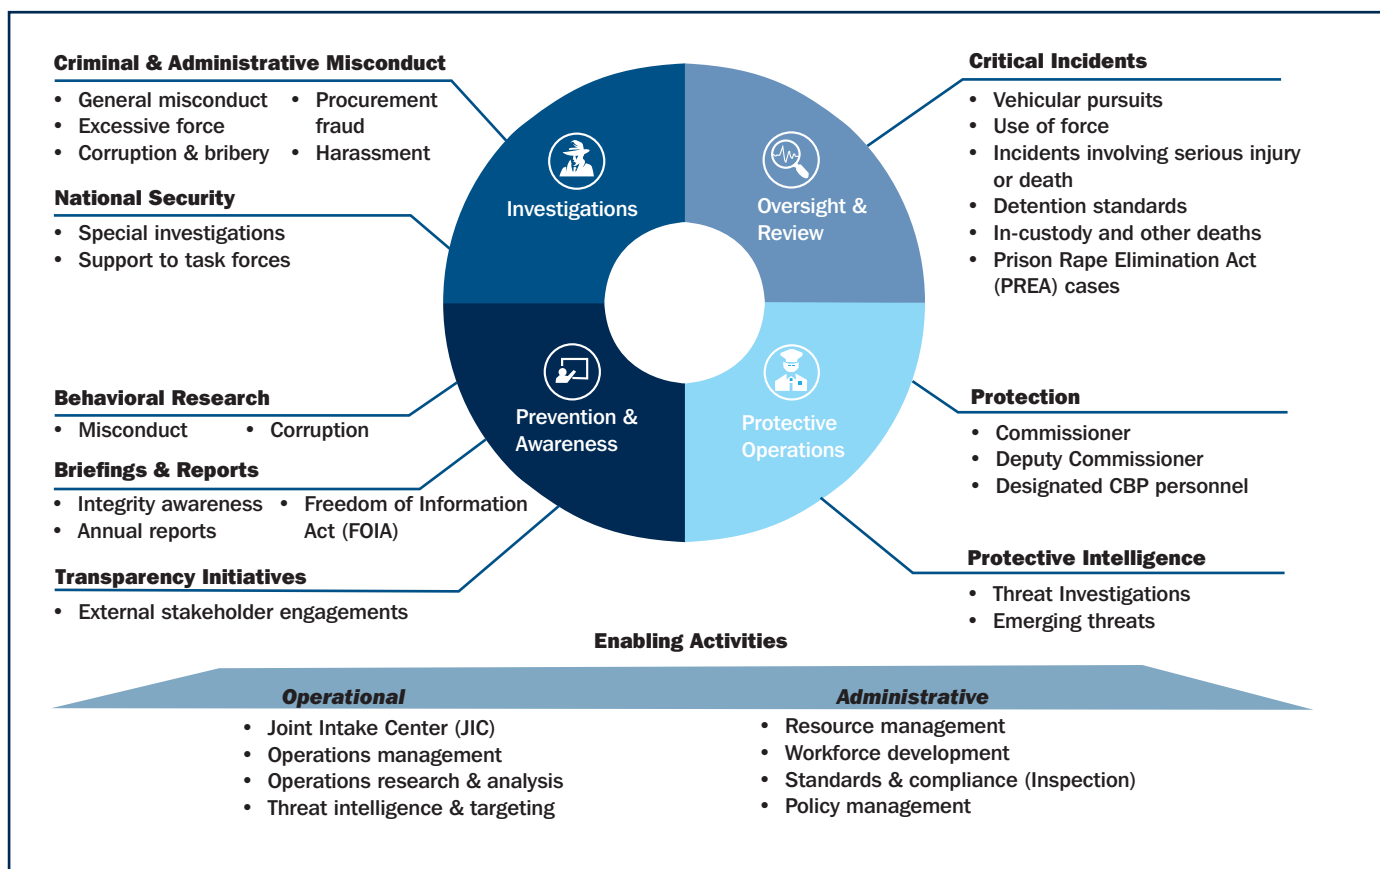 Criminal & Administrative Misconduct
• General misconduct
• Excessive force
• Corruption & bribery
• Procurement
fraud
• Harassment
National Security
• Special investigations
• Support to task forces
Behavioral Research
• Misconduct
• Corruption
Briefings & Reports
• Integrity awareness
• Annual reports
• Freedom of Information
Act (FOIA)
Transparency Initiatives
• External stakeholder engagements
Investigations
Oversight &
Review
Prevention &
Awareness
Protective
Operations
Critical Incidents
• Vehicular pursuits
• Use of force
• Incidents involving serious injury
or death
• Detention standards
• In-custody and other deaths
• Prison Rape Elimination Act
(PREA) cases
Protection
• Commissioner
• Deputy Commissioner
• Designated CBP personnel
Protective Intelligence
• Threat Investigations
• Emerging threats
Enabling Activities
Operational
• Joint Intake Center (JIC)
• Operations management
• Operations research & analysis
• Threat intelligence & targeting
Administrative
• Resource management
• Workforce development
• Standards & compliance (Inspection)
• Policy management